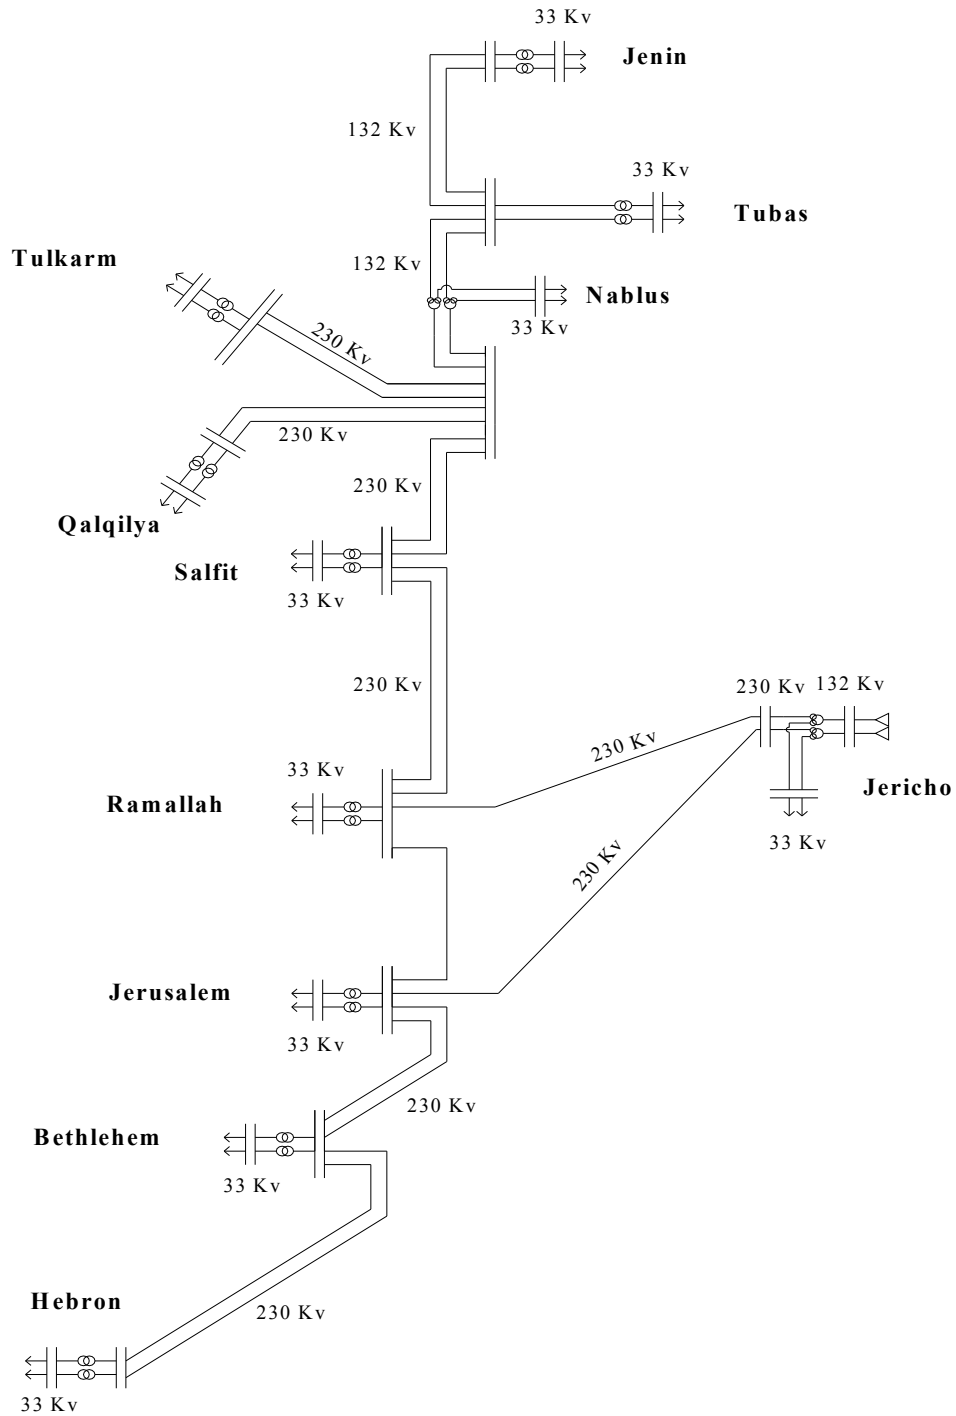 33 Kv
Jenin
132 Kv
33 Kv
Tubas
Tulkarm
132 Kv
Nablus
33 Kv
230 Kv
230 Kv
230 Kv
Qalqilya
Salfit
33 Kv
230 Kv
230 Kv
132 Kv
230 Kv
33 Kv
Jericho
Ramallah
33 Kv
230 Kv
Jerusalem
33 Kv
230 Kv
Bethlehem
33 Kv
Hebron
230 Kv
33 Kv